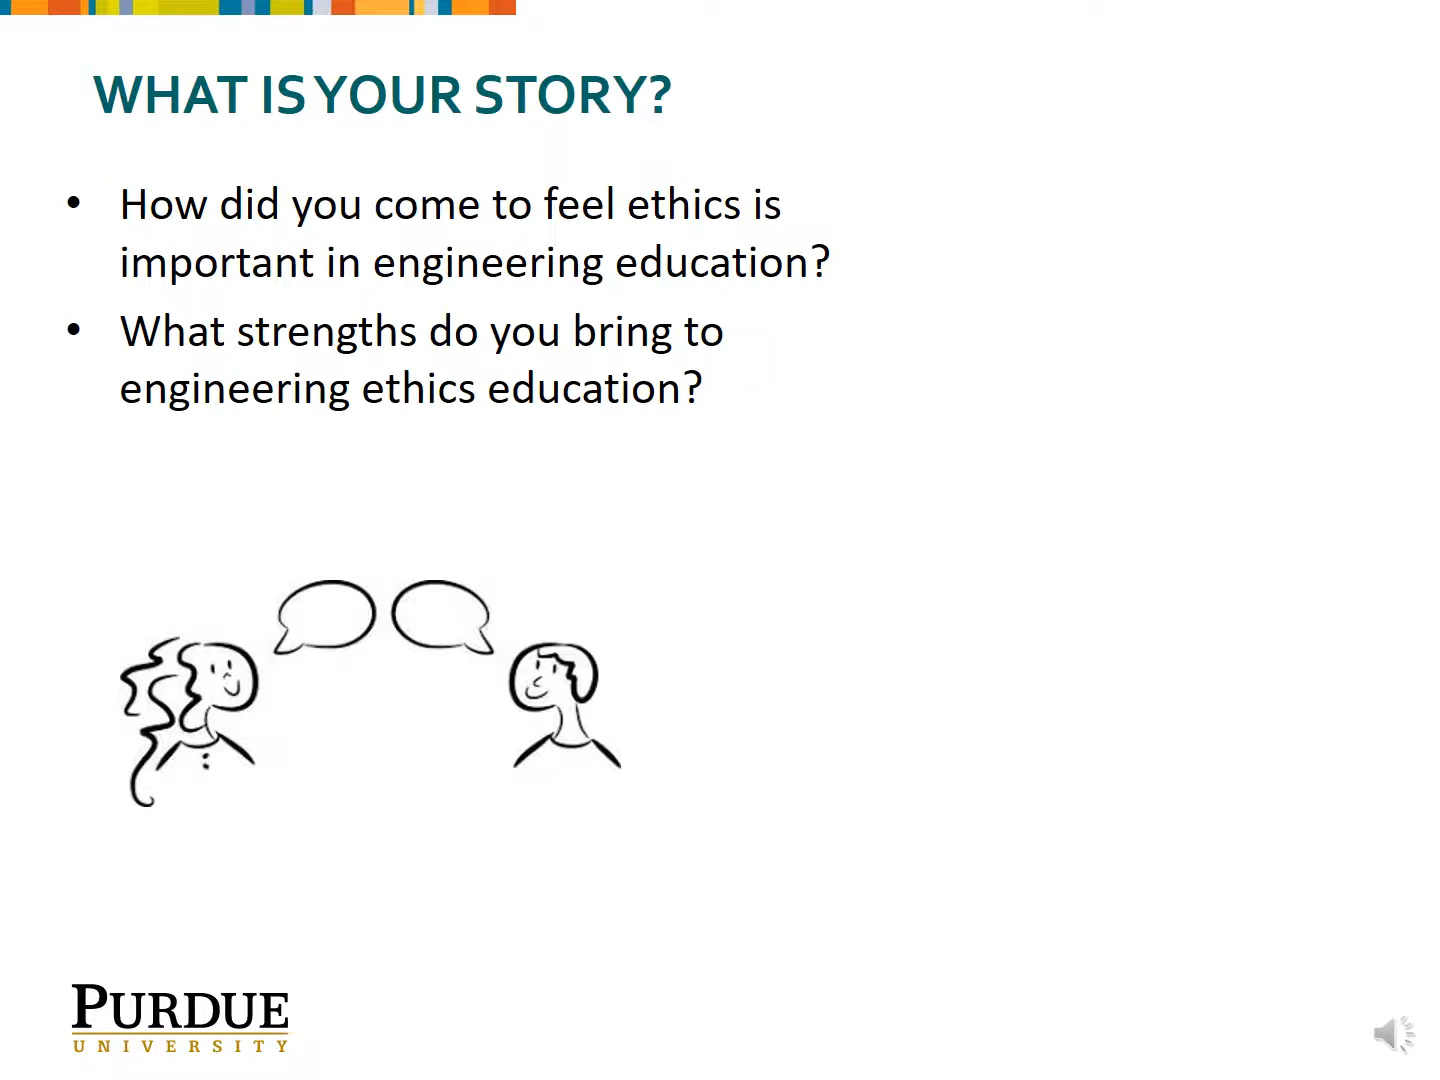 WHAT IS YOUR STORY?
• How did you come to feel ethics is
important in engineering education?
• What strengths do you bring to
engineering ethics education?
PURDUE
UNIVERSITY